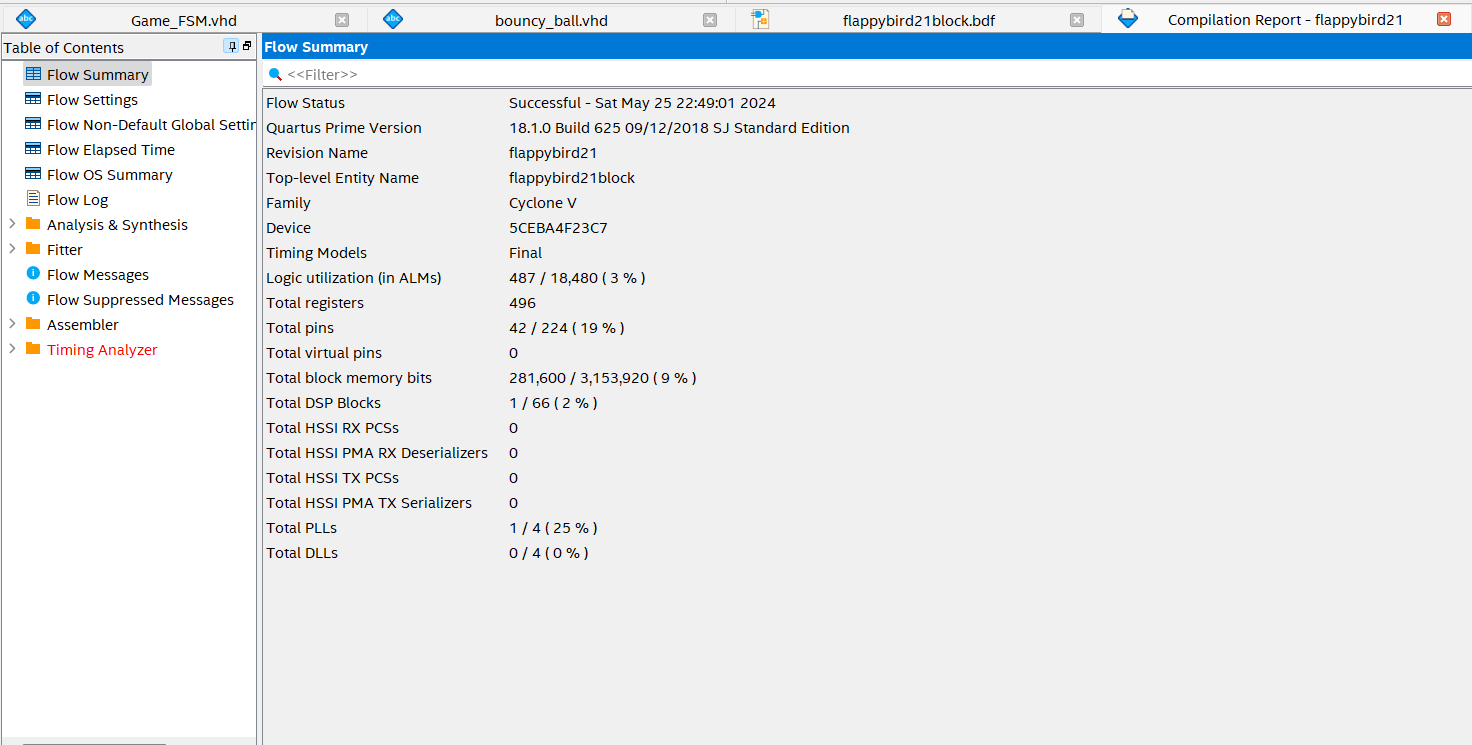 Game_FSM.vhd
bouncy_ball.vhd
flappybird21block.bdf
Compilation Report - flappybird21
Table of Contents
Flow Summary
Flow Settings
Flow Non-Default Global Settin
Flow Elapsed Time
Flow OS Summary
Flow Log
Analysis & Synthesis
Fitter
Flow Messages
Flow Suppressed Messages
Assembler
Timing Analyzer
Flow Summary
<<Filter>>
Flow Status Successful - Sat May 25 22:49:01 2024
Quartus Prime Version 18.1.0 Build 625 09/12/2018 SJ Standard Edition
Revision Name flappybird21
Top-level Entity Name flappybird21block
Family Cyclone V
Device 5CEBA4F23C7
Timing Models Final
Logic utilization (in ALMs) 487 / 18,480 ( 3 % )
Total registers 496
Total pins 42 / 224 ( 19 % )
Total virtual pins 0
Total block memory bits 281,600 / 3,153,920 ( 9 % )
Total DSP Blocks 1 / 66 ( 2 % )
Total HSSI RX PCSs 0
Total HSSI PMA RX Deserializers 0
Total HSSI TX PCSs 0
Total HSSI PMA TX Serializers 0
Total PLLs 1 / 4 ( 25 % )
Total DLLs 0 / 4 ( 0 % )